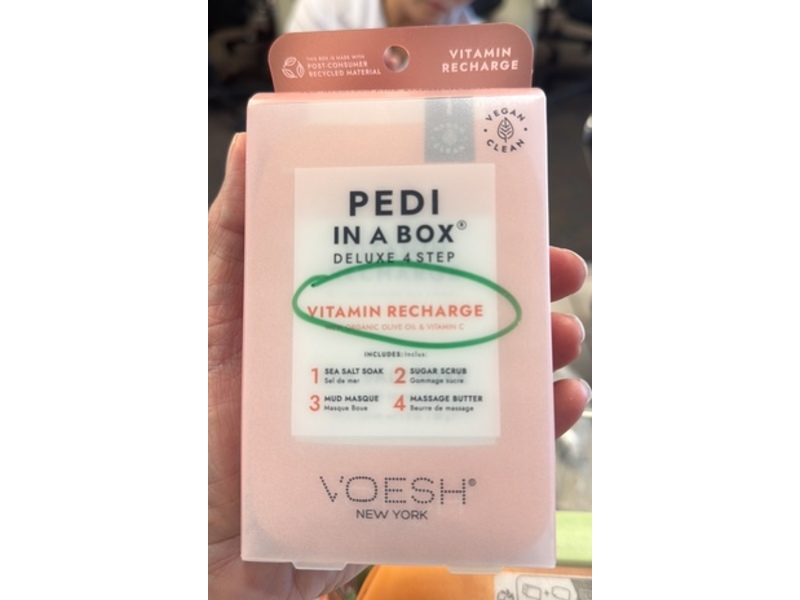 THIS BOX IS MADE WITH
POST-CONSUMER
RECYCLED MATERIAL
VITAMIN
RECHARGE
VEGAN
CLEAN
PEDI
IN A BOX®
DELUXE 4 STEP
VITAMIN RECHARGE
ORGANIC OLIVE OIL & VITAMIN C
INCLUDES: Inclus:
1 SEA SALT SOAK
Sel de mer
2 SUGAR SCRUB
Gommage sucre
3 MUD MASQUE
Masque Boue
4 MASSAGE BUTTER
Beurre de massage
VOESH®
NEW YORK